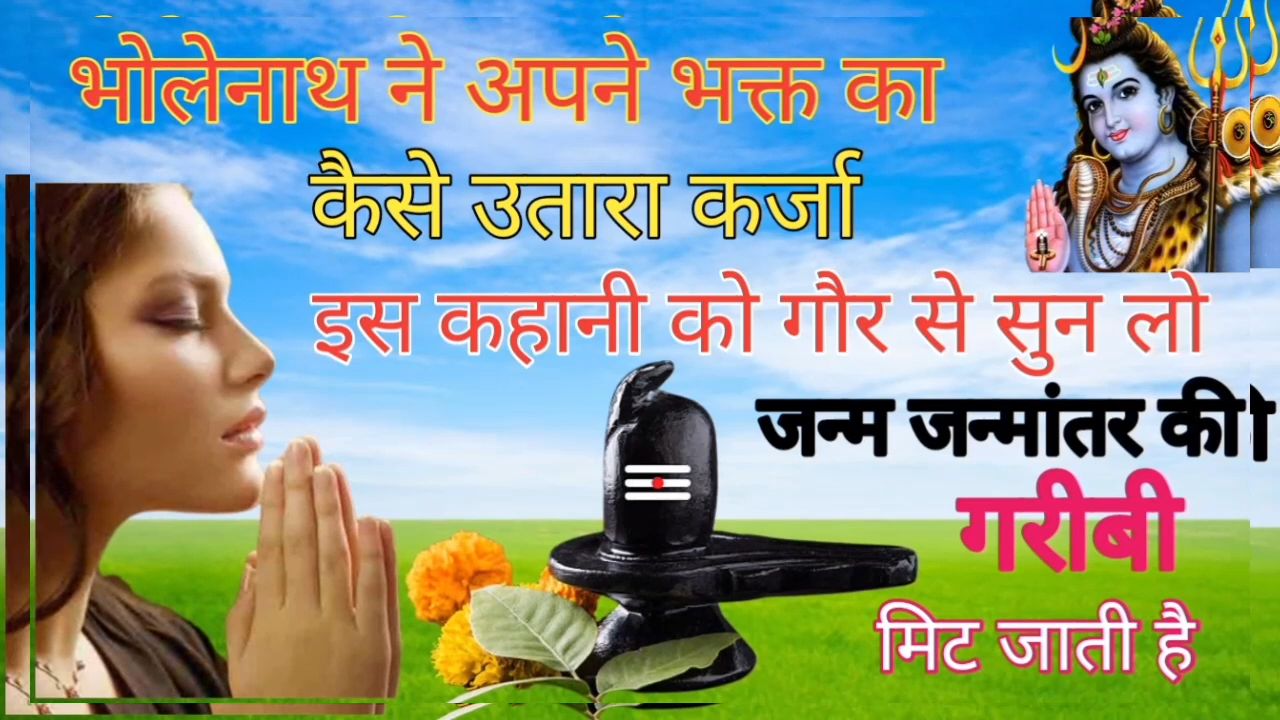 भोलेनाथ ने अपने भक्त का
कैसे उतारा कर्जा
इस कहानी को गौर से सुन लो
जन्म जन्मांतर की
गरीबी
मिट जाती है